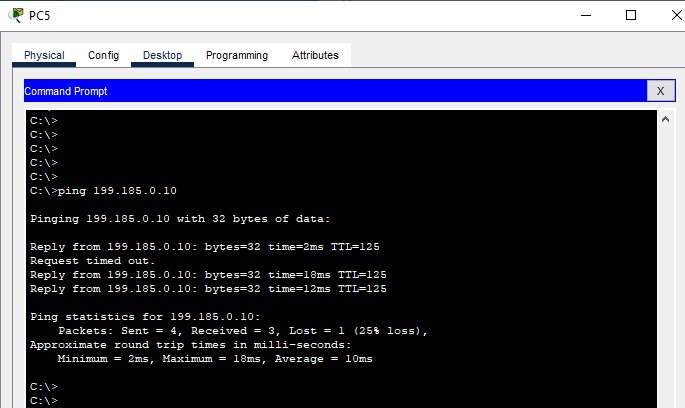 PC5
Physical Config Desktop Programming Attributes
Command Prompt
X
C:\>
C:\>
C:\>
C:\>
C:\>
C:\>ping 199.185.0.10
Pinging 199.185.0.10 with 32 bytes of data:
Reply from 199.185.0.10: bytes=32 time=2ms TTL=125
Request timed out.
Reply from 199.185.0.10: bytes=32 time=18ms TTL=125
Reply from 199.185.0.10: bytes=32 time=12ms TTL=125
Ping statistics for 199.185.0.10:
Packets: Sent = 4, Received = 3, Lost = 1 (25% loss),
Approximate round trip times in milli-seconds:
Minimum = 2ms, Maximum = 18ms, Average = 10ms
C:\>
C:\>